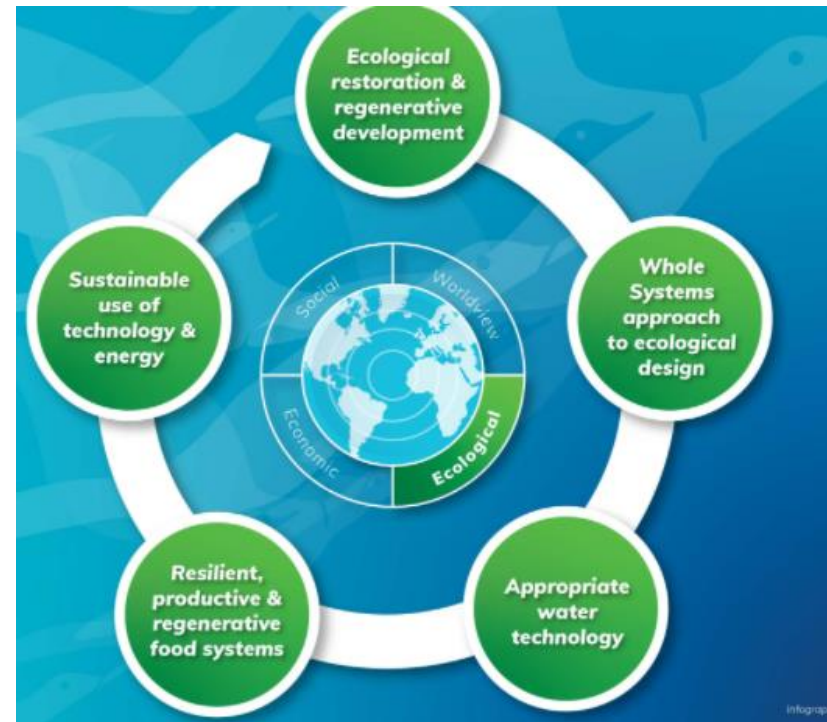 Ecological
restoration &
regenerative
development
Whole
Systems
approach
to ecological
design
Appropriate
water
technology
Resilient,
productive &
regenerative
food systems
Sustainable
use of
technology &
energy
Social
Worldview
Economic
Ecological
infograp